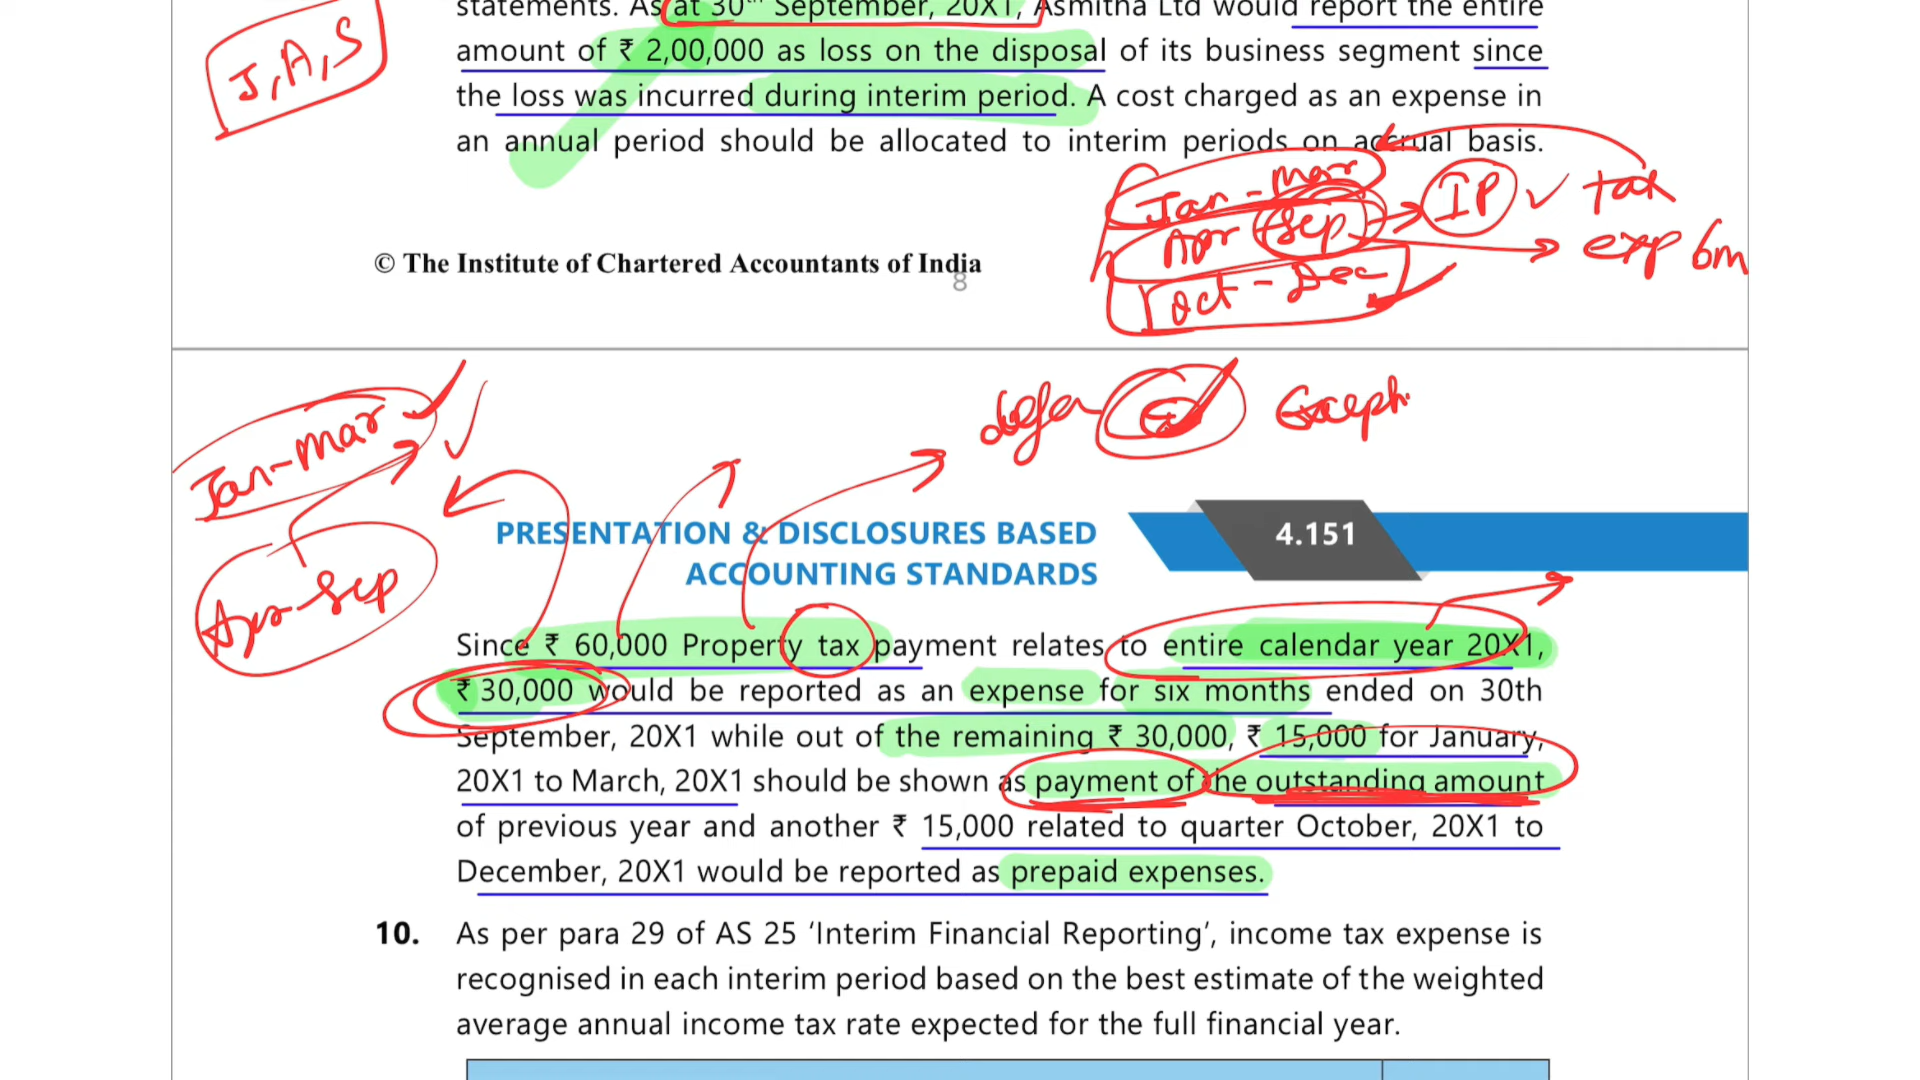 statements. As at 30th September, 20X1, Asmitha Ltd would report the entire
amount of ₹ 2,00,000 as loss on the disposal of its business segment since
the loss was incurred during interim period. A cost charged as an expense in
an annual period should be allocated to interim periods on accrual basis.
J, A, S
Jan - Mar
IP
tax
Apr Sep
exp 6m
Oct - Dec
© The Institute of Chartered Accountants of India
8
Jan-Mar
Apr-Sep
PRESENTATION & DISCLOSURES BASED
ACCOUNTING STANDARDS
4.151
Since ₹ 60,000 Property tax payment relates to entire calendar year 20X1,
₹ 30,000 would be reported as an expense for six months ended on 30th
September, 20X1 while out of the remaining ₹ 30,000, ₹ 15,000 for January,
20X1 to March, 20X1 should be shown as payment of the outstanding amount
of previous year and another ₹ 15,000 related to quarter October, 20X1 to
December, 20X1 would be reported as prepaid expenses.
10. As per para 29 of AS 25 ‘Interim Financial Reporting’, income tax expense is
recognised in each interim period based on the best estimate of the weighted
average annual income tax rate expected for the full financial year.